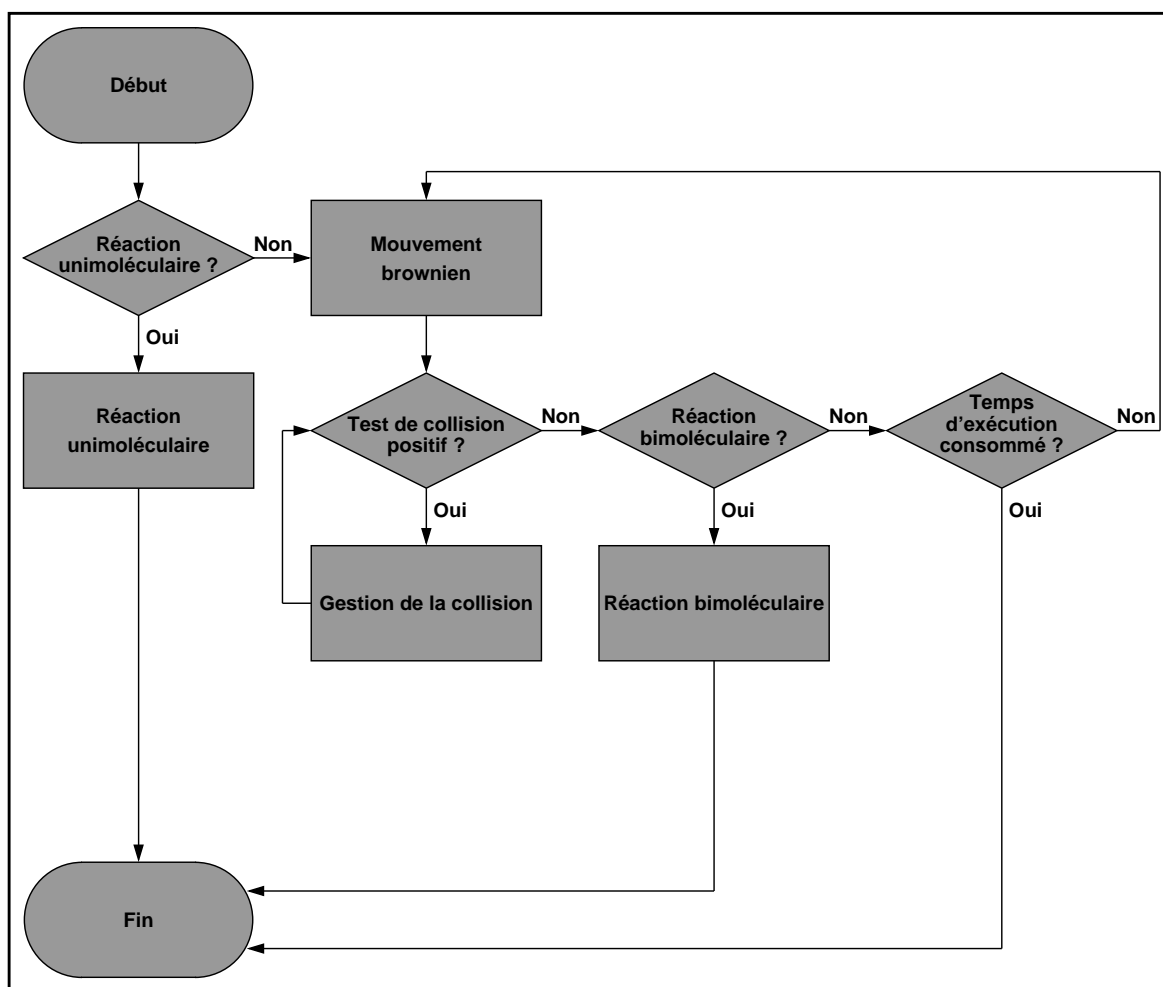 Début
Réaction
unimoléculaire ?
Non
Mouvement
brownien
Oui
Réaction
unimoléculaire
Test de collision
positif ?
Non
Réaction
bimoléculaire ?
Non
Temps
d'exécution
consommé ?
Non
Oui
Oui
Oui
Gestion de la collision
Réaction bimoléculaire
Fin